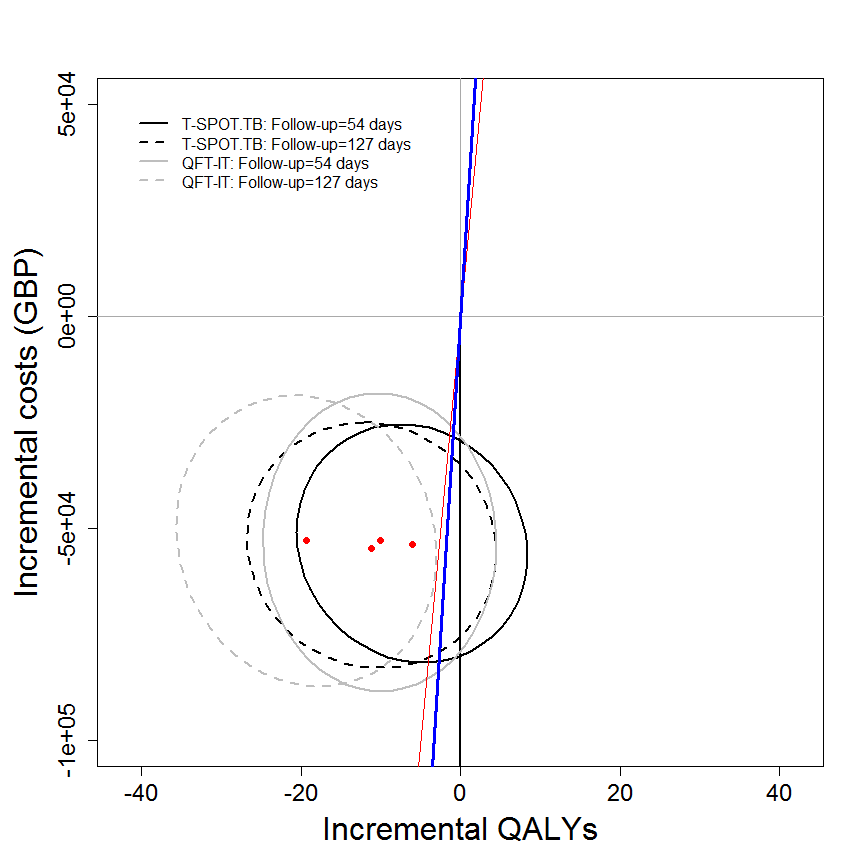 T-SPOT.TB: Follow-up=54 days
T-SPOT.TB: Follow-up=127 days
QFT-IT: Follow-up=54 days
QFT-IT: Follow-up=127 days
Incremental costs (GBP)
5e+04
0e+00
-5e+04
-1e+05
-40 -20 0 20 40
Incremental QALYs